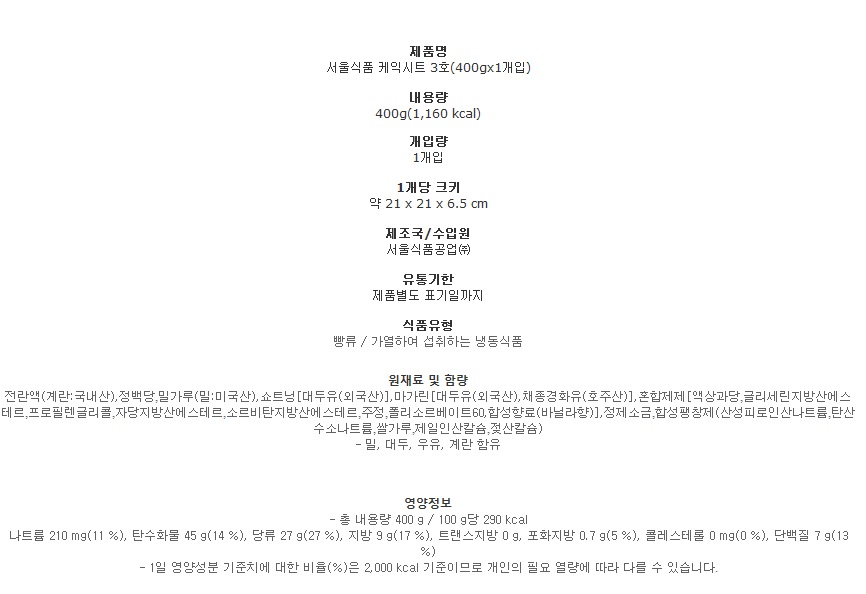 제품명
서울식품 케익시트 3호(400gx1개입)
내용량
400g(1,160 kcal)
개입량
1개입
1개당 크키
약 21 x 21 x 6.5 cm
제조국/수입원
서울식품공업㈜
유통기한
제품별도 표기일까지
식품유형
빵류 / 가열하여 섭취하는 냉동식품
원재료 및 함량
전란액(계란:국내산),정백당,밀가루(밀:미국산),쇼트닝[대두유(외국산)],마가린[대두유(외국산),채종경화유(호주산)],혼합제제[액상과당,글리세린지방산에스
테르,프로필렌글리콜,자당지방산에스테르,소르비탄지방산에스테르,주정,폴리소르베이트60,합성향료(바닐라향)],정제소금,합성팽창제(산성피로인산나트륨,탄산
수소나트륨,쌀가루,제일인산칼슘,젖산칼슘)
- 밀, 대두, 우유, 계란 함유
영양정보
- 총 내용량 400 g / 100 g당 290 kcal
나트륨 210 mg(11 %), 탄수화물 45 g(14 %), 당류 27 g(27 %), 지방 9 g(17 %), 트랜스지방 0 g, 포화지방 0.7 g(5 %), 콜레스테롤 0 mg(0 %), 단백질 7 g(13
%)
- 1일 영양성분 기준치에 대한 비율(%)은 2,000 kcal 기준이므로 개인의 필요 열량에 따라 다를 수 있습니다.